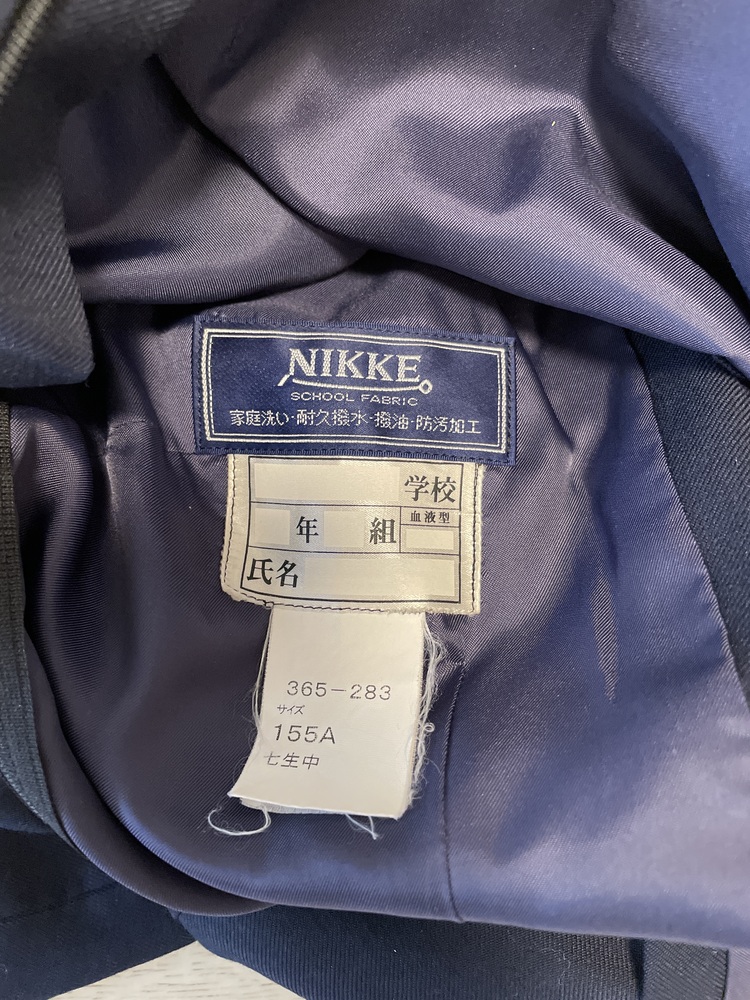 NIKKE
SCHOOL FABRIC
家庭洗い・耐久撥水・撥油・防汚加工
学校
年 組 血液型
氏名
365-283
サイズ
155A
七生中